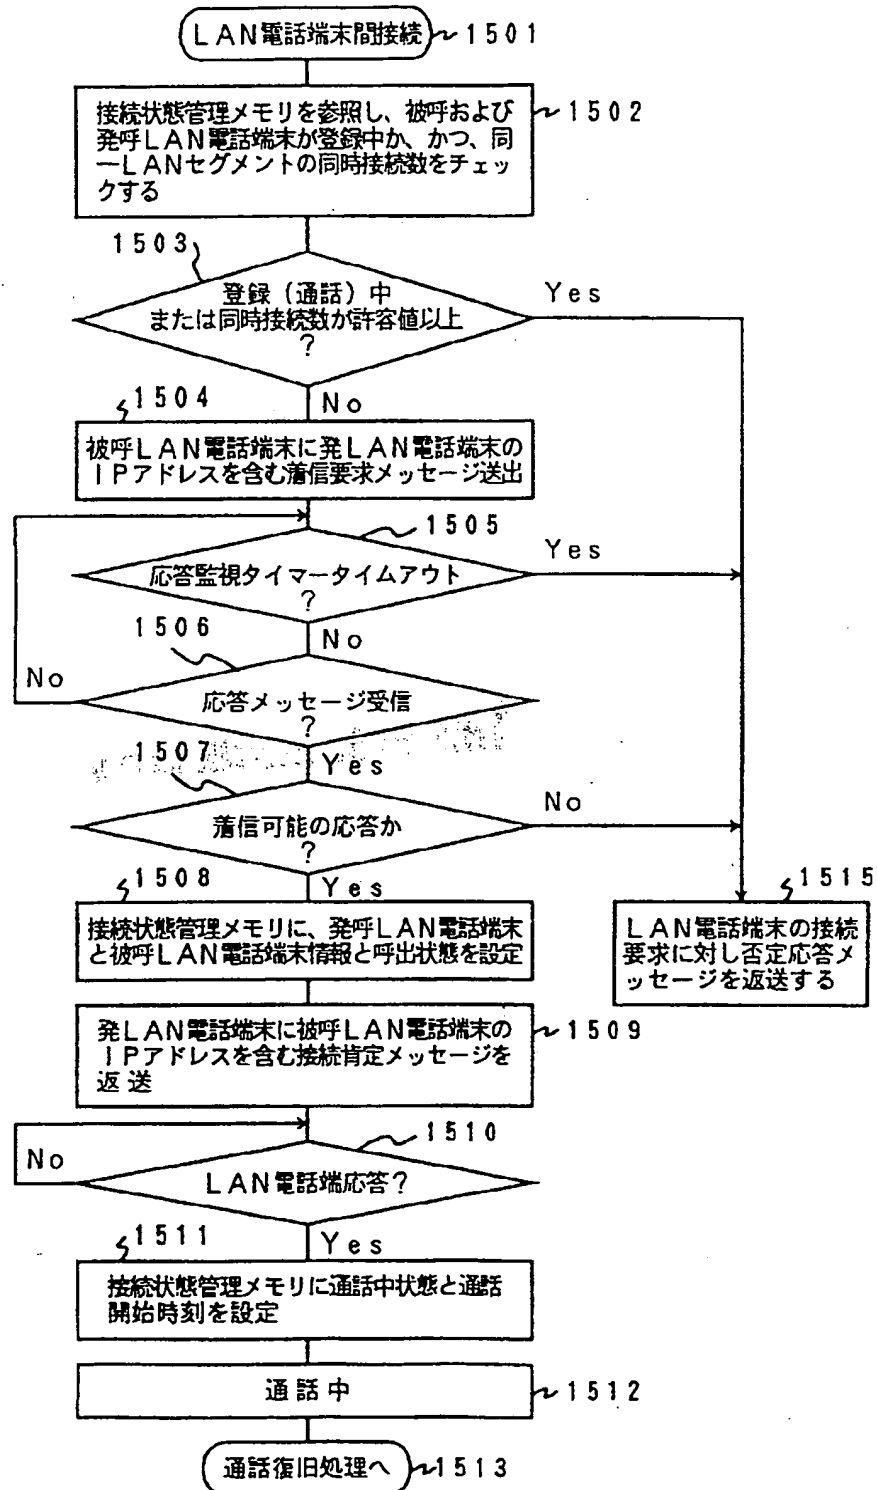 LAN電話端末間接続
1501
接続状態管理メモリを参照し、被呼および
発呼LAN電話端末が登録中か、かつ、同
一LANセグメントの同時接続数をチェッ
クする
1502
1503
登録（通話）中
または同時接続数が許容値以上
？
Yes
No
1504
被呼LAN電話端末に発LAN電話端末の
IPアドレスを含む着信要求メッセージ送出
1505
応答監視タイマータイムアウト
？
Yes
No
1506
応答メッセージ受信
？
No
Yes
1507
着信可能の応答か
？
No
Yes
1508
接続状態管理メモリに、発呼LAN電話端末
と被呼LAN電話端末情報と呼出状態を設定
1515
LAN電話端末の接続
要求に対し否定応答メ
ッセージを返送する
発LAN電話端末に被呼LAN電話端末の
IPアドレスを含む接続肯定メッセージを
返送
1509
1510
LAN電話端応答？
No
Yes
1511
接続状態管理メモリに通話中状態と通話
開始時刻を設定
通話中
1512
通話復旧処理へ
1513